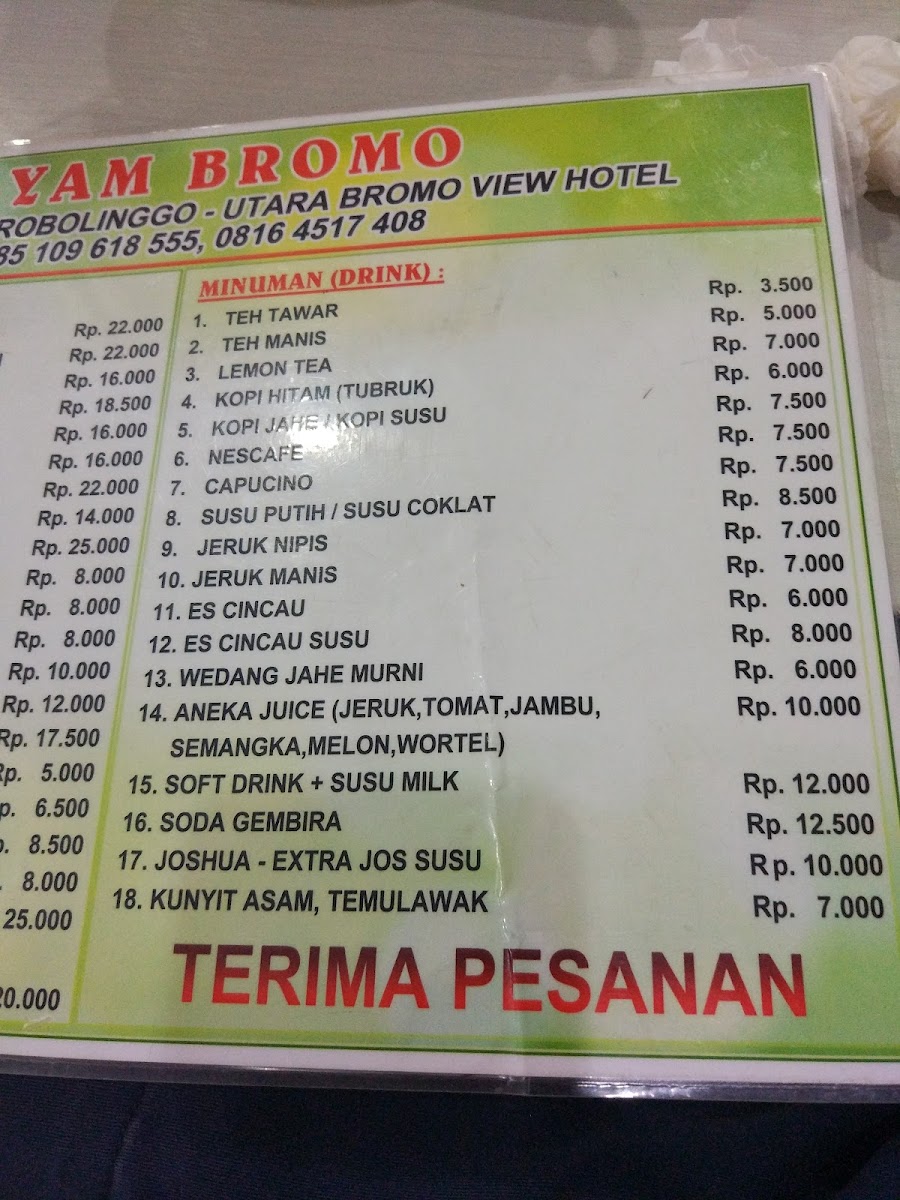 YAM BROMO
ROBOLINGGO - UTARA BROMO VIEW HOTEL
85 109 618 555, 0816 4517 408
Rp. 22.000
Rp. 22.000
Rp. 16.000
Rp. 18.500
Rp. 16.000
Rp. 16.000
Rp. 22.000
Rp. 14.000
Rp. 25.000
Rp. 8.000
Rp. 8.000
Rp. 8.000
Rp. 10.000
Rp. 12.000
Rp. 17.500
Rp. 5.000
p. 6.500
. 8.500
. 8.000
25.000
20.000
MINUMAN (DRINK) :
1. TEH TAWAR Rp. 3.500
2. TEH MANIS Rp. 5.000
3. LEMON TEA Rp. 7.000
4. KOPI HITAM (TUBRUK) Rp. 6.000
5. KOPI JAHE / KOPI SUSU Rp. 7.500
6. NESCAFE Rp. 7.500
7. CAPUCINO Rp. 7.500
8. SUSU PUTIH / SUSU COKLAT Rp. 8.500
9. JERUK NIPIS Rp. 7.000
10. JERUK MANIS Rp. 7.000
11. ES CINCAU Rp. 6.000
12. ES CINCAU SUSU Rp. 8.000
13. WEDANG JAHE MURNI Rp. 6.000
14. ANEKA JUICE (JERUK,TOMAT,JAMBU, Rp. 10.000
SEMANGKA,MELON,WORTEL)
15. SOFT DRINK + SUSU MILK Rp. 12.000
16. SODA GEMBIRA Rp. 12.500
17. JOSHUA - EXTRA JOS SUSU Rp. 10.000
18. KUNYIT ASAM, TEMULAWAK Rp. 7.000
TERIMA PESANAN